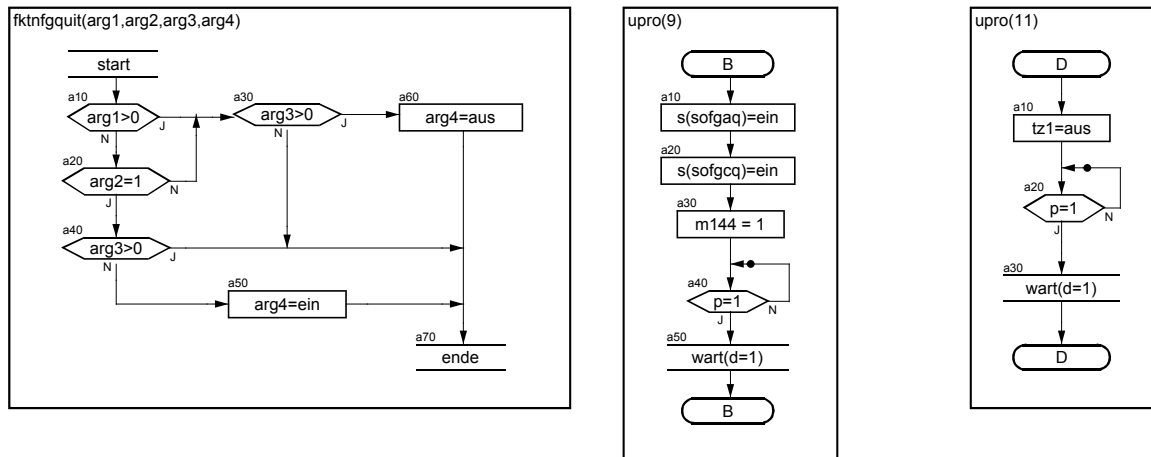 fktnfgquit(arg1,arg2,arg3,arg4)
start
a10
arg1>0
J
N
a30
arg3>0
J
N
a60
arg4=aus
a20
arg2=1
N
J
a40
arg3>0
J
N
a50
arg4=ein
a70
ende
upro(9)
B
a10
s(sofgaq)=ein
a20
s(sofgcq)=ein
a30
m144 = 1
a40
p=1
N
J
a50
wart(d=1)
B
upro(11)
D
a10
tz1=aus
a20
p=1
N
J
a30
wart(d=1)
D